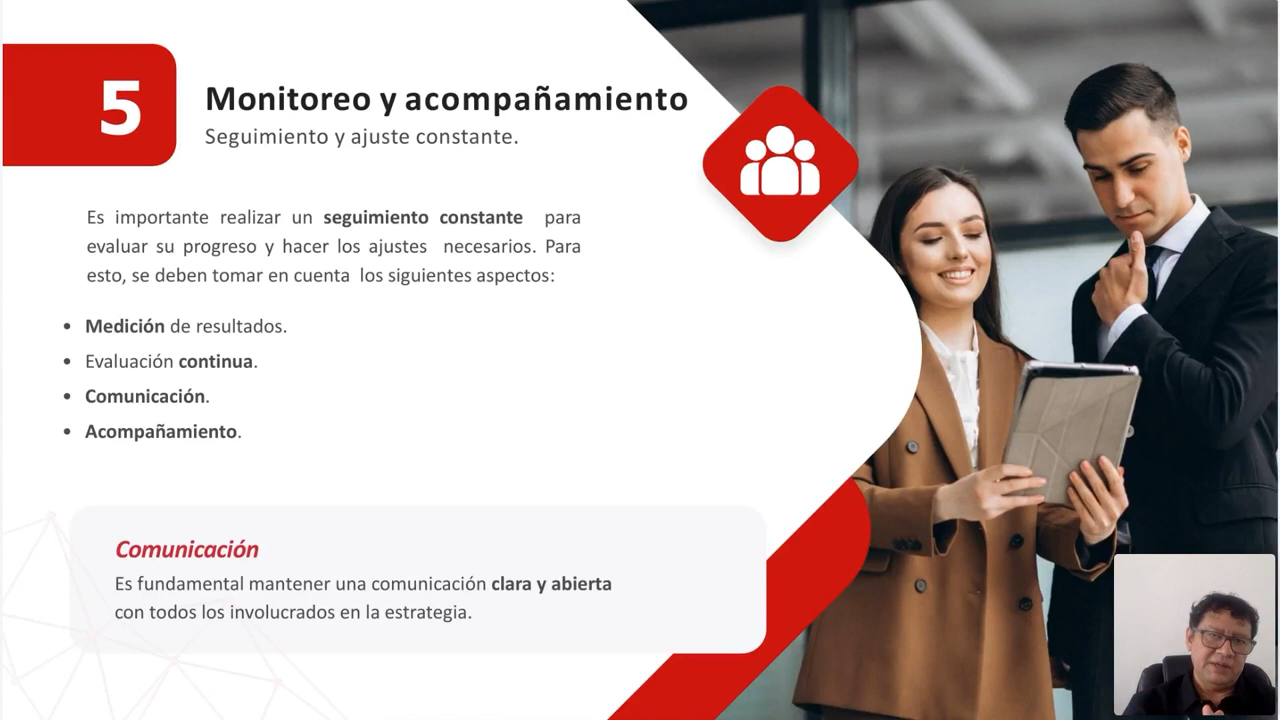 5
Monitoreo y acompañamiento
Seguimiento y ajuste constante.
Es importante realizar un seguimiento constante para
evaluar su progreso y hacer los ajustes necesarios. Para
esto, se deben tomar en cuenta los siguientes aspectos:
• Medición de resultados.
• Evaluación continua.
• Comunicación.
• Acompañamiento.
Comunicación
Es fundamental mantener una comunicación clara y abierta
con todos los involucrados en la estrategia.